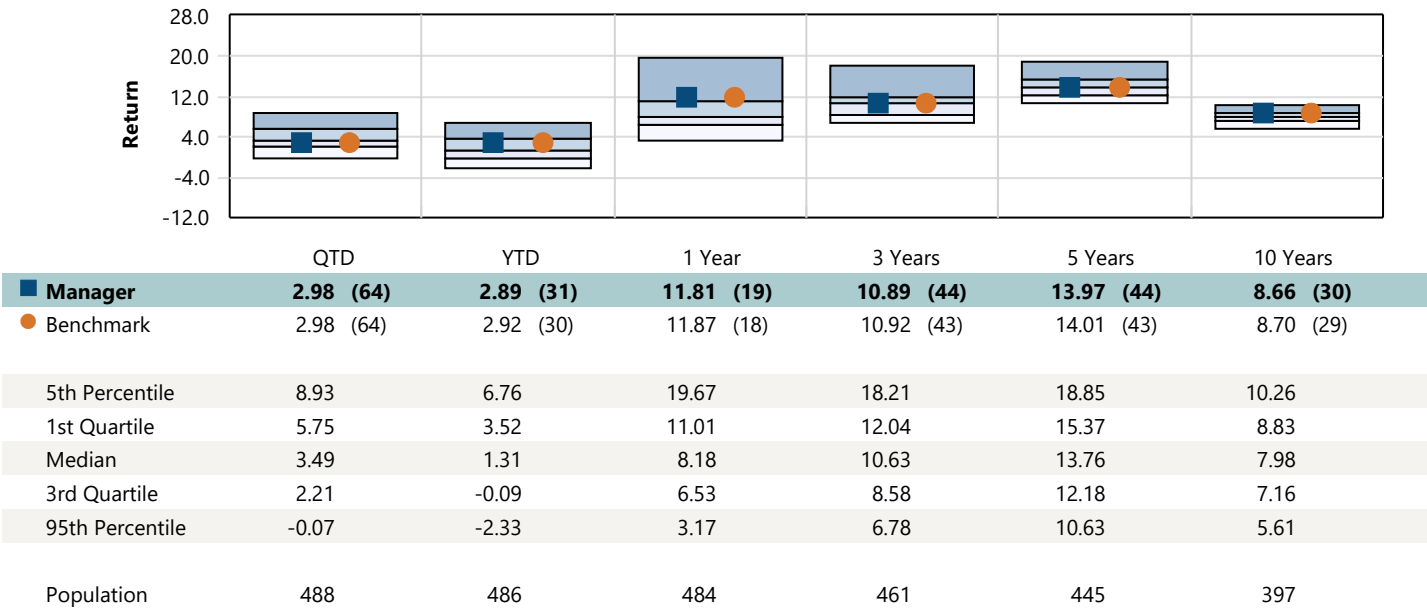 28.0
20.0
12.0
4.0
-4.0
-12.0
Return
QTD YTD 1 Year 3 Years 5 Years 10 Years
Manager 2.98 (64) 2.89 (31) 11.81 (19) 10.89 (44) 13.97 (44) 8.66 (30)
Benchmark 2.98 (64) 2.92 (30) 11.87 (18) 10.92 (43) 14.01 (43) 8.70 (29)
5th Percentile 8.93 6.76 19.67 18.21 18.85 10.26
1st Quartile 5.75 3.52 11.01 12.04 15.37 8.83
Median 3.49 1.31 8.18 10.63 13.76 7.98
3rd Quartile 2.21 -0.09 6.53 8.58 12.18 7.16
95th Percentile -0.07 -2.33 3.17 6.78 10.63 5.61
Population 488 486 484 461 445 397